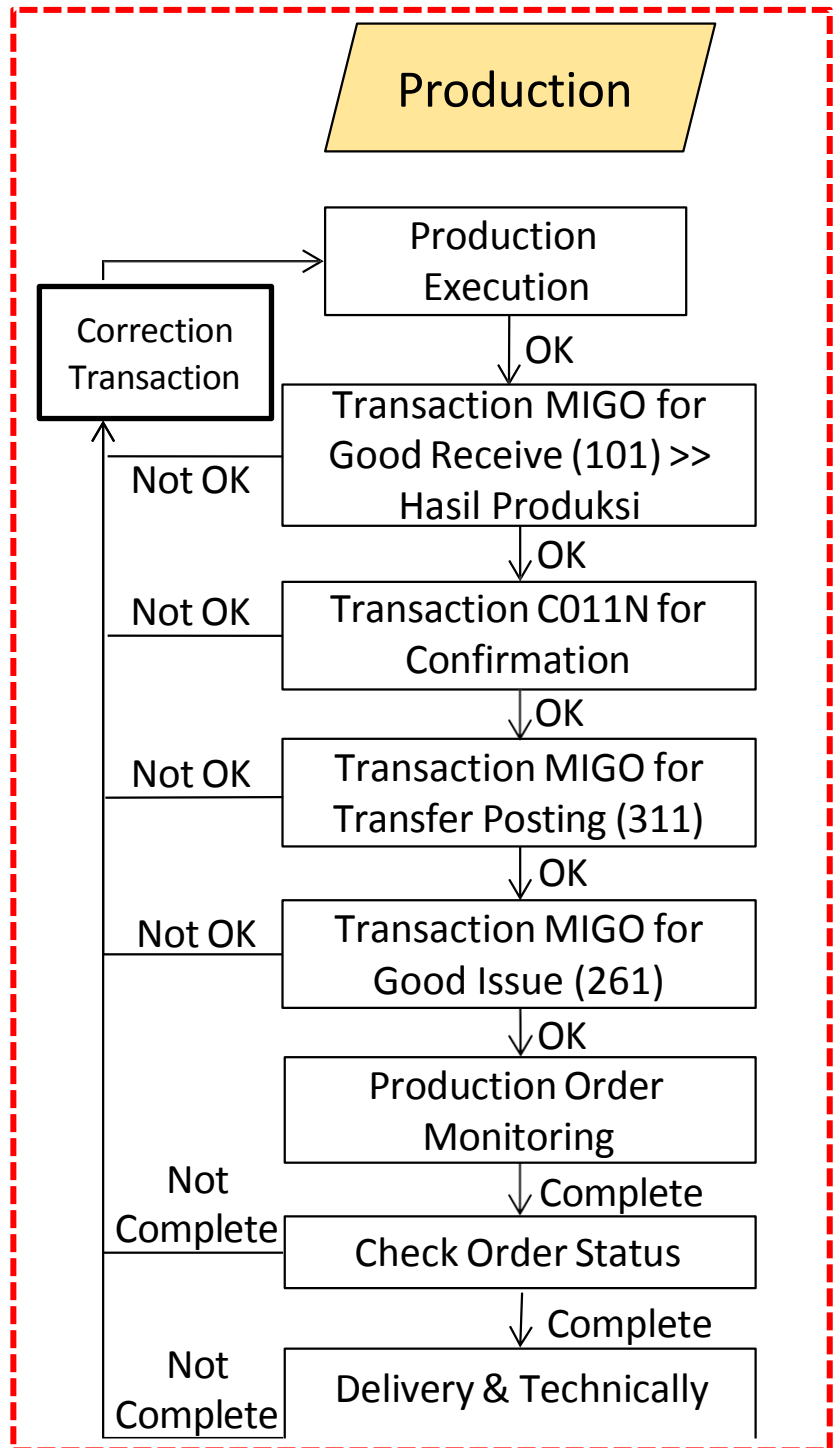 Production
Production
Execution
Correction
Transaction
OK
Transaction MIGO for
Good Receive (101) >>
Hasil Produksi
Not OK
OK
Not OK
Transaction C011N for
Confirmation
OK
Not OK
Transaction MIGO for
Transfer Posting (311)
OK
Not OK
Transaction MIGO for
Good Issue (261)
OK
Production Order
Monitoring
Not
Complete
Complete
Check Order Status
Complete
Not
Complete
Delivery & Technically